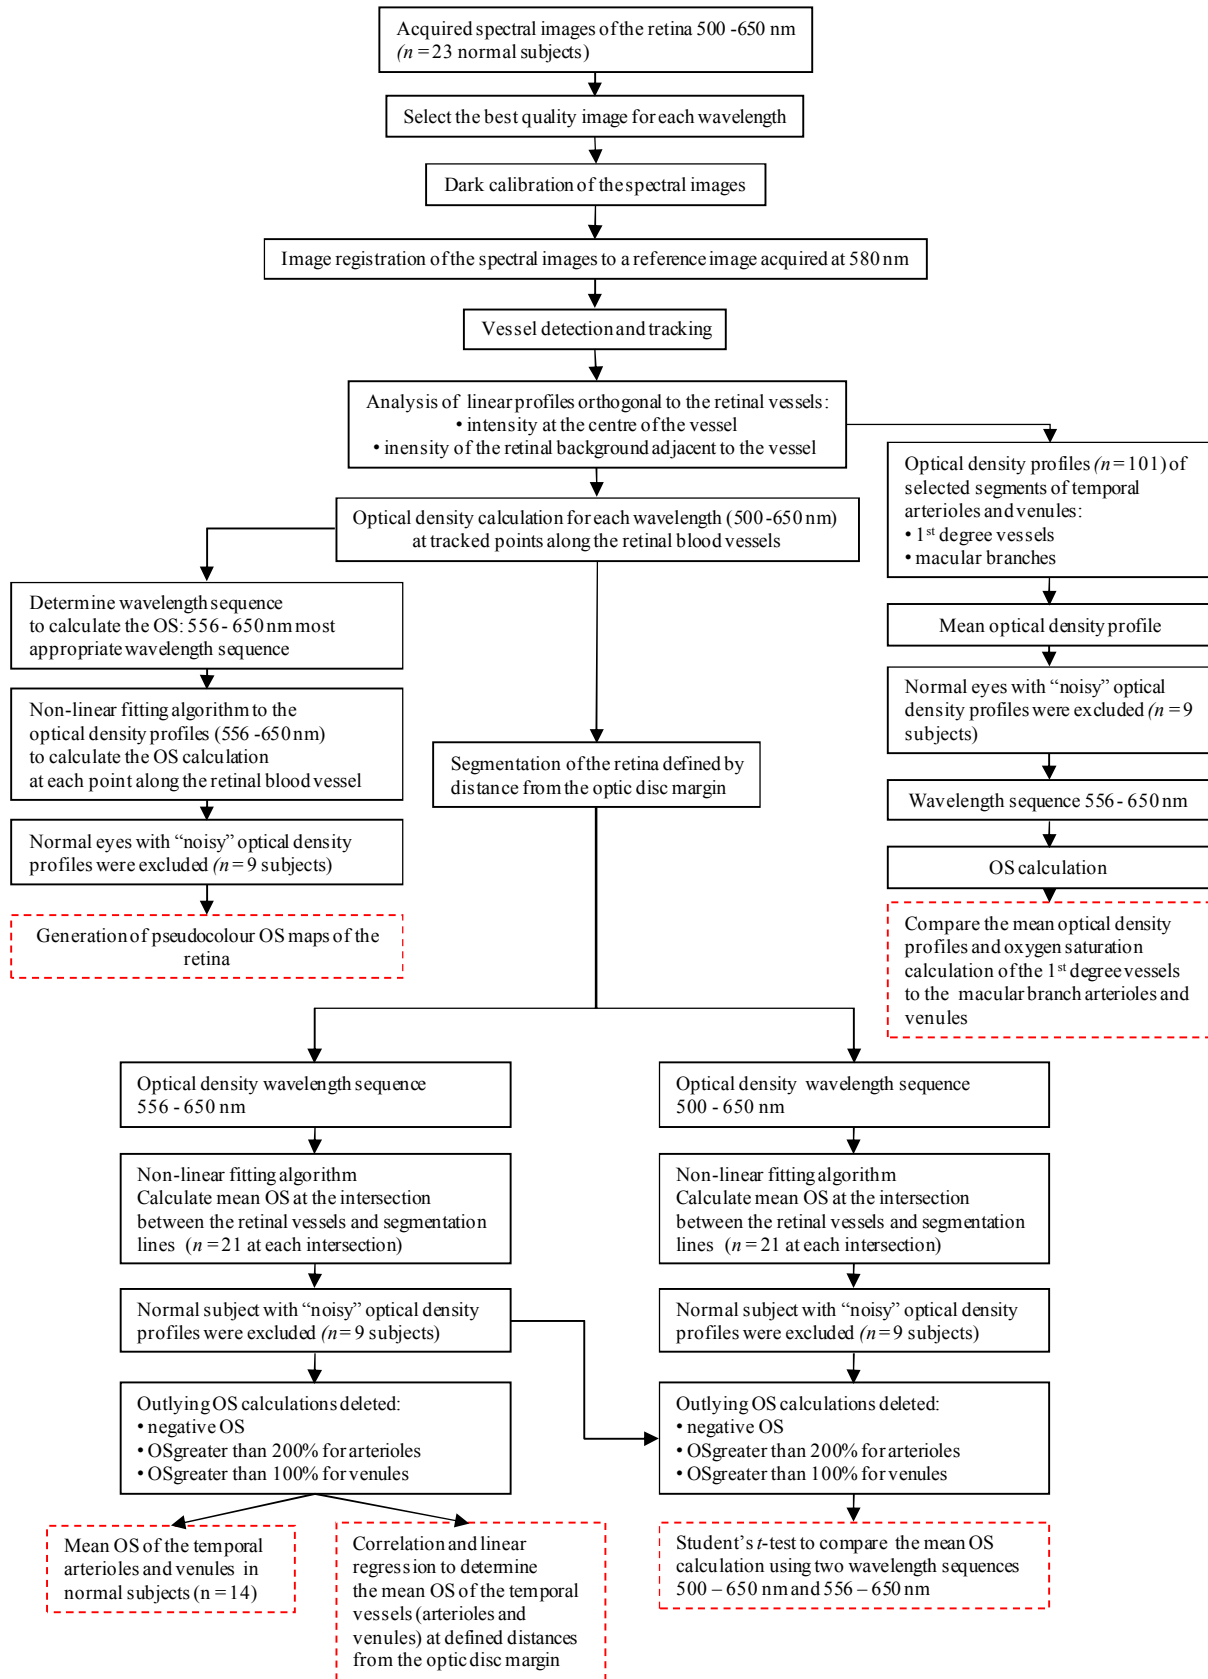 Acquired spectral images of the retina 500 -650 nm
(n = 23 normal subjects)
Select the best quality image for each wavelength
Dark calibration of the spectral images
Image registration of the spectral images to a reference image acquired at 580 nm
Vessel detection and tracking
Analysis of linear profiles orthogonal to the retinal vessels:
• intensity at the centre of the vessel
• inensity of the retinal background adjacent to the vessel
Optical density profiles (n = 101) of
selected segments of temporal
arterioles and venules:
• 1st degree vessels
• macular branches
Optical density calculation for each wavelength (500 -650 nm)
at tracked points along the retinal blood vessels
Determine wavelength sequence
to calculate the OS: 556 - 650 nm most
appropriate wavelength sequence
Mean optical density profile
Non-linear fitting algorithm to the
optical density profiles (556 -650 nm)
to calculate the OS calculation
at each point along the retinal blood vessel
Normal eyes with “noisy” optical
density profiles were excluded (n = 9
subjects)
Segmentation of the retina defined by
distance from the optic disc margin
Wavelength sequence 556 - 650 nm
Normal eyes with “noisy” optical density
profiles were excluded (n = 9 subjects)
OS calculation
Generation of pseudocolour OS maps of the
retina
Compare the mean optical density
profiles and oxygen saturation
calculation of the 1st degree vessels
to the macular branch arterioles and
venules
Optical density wavelength sequence
556 - 650 nm
Optical density wavelength sequence
500 - 650 nm
Non-linear fitting algorithm
Calculate mean OS at the intersection
between the retinal vessels and segmentation
lines (n = 21 at each intersection)
Non-linear fitting algorithm
Calculate mean OS at the intersection
between the retinal vessels and segmentation
lines (n = 21 at each intersection)
Normal subject with “noisy” optical density
profiles were excluded (n = 9 subjects)
Normal subject with “noisy” optical density
profiles were excluded (n = 9 subjects)
Outlying OS calculations deleted:
• negative OS
• OSgreater than 200% for arterioles
• OSgreater than 100% for venules
Outlying OS calculations deleted:
• negative OS
• OSgreater than 200% for arterioles
• OSgreater than 100% for venules
Mean OS of the temporal
arterioles and venules in
normal subjects (n = 14)
Correlation and linear
regression to determine
the mean OS of the temporal
vessels (arterioles and
venules) at defined distances
from the optic disc margin
Student’s t-test to compare the mean OS
calculation using two wavelength sequences
500 – 650 nm and 556 – 650 nm